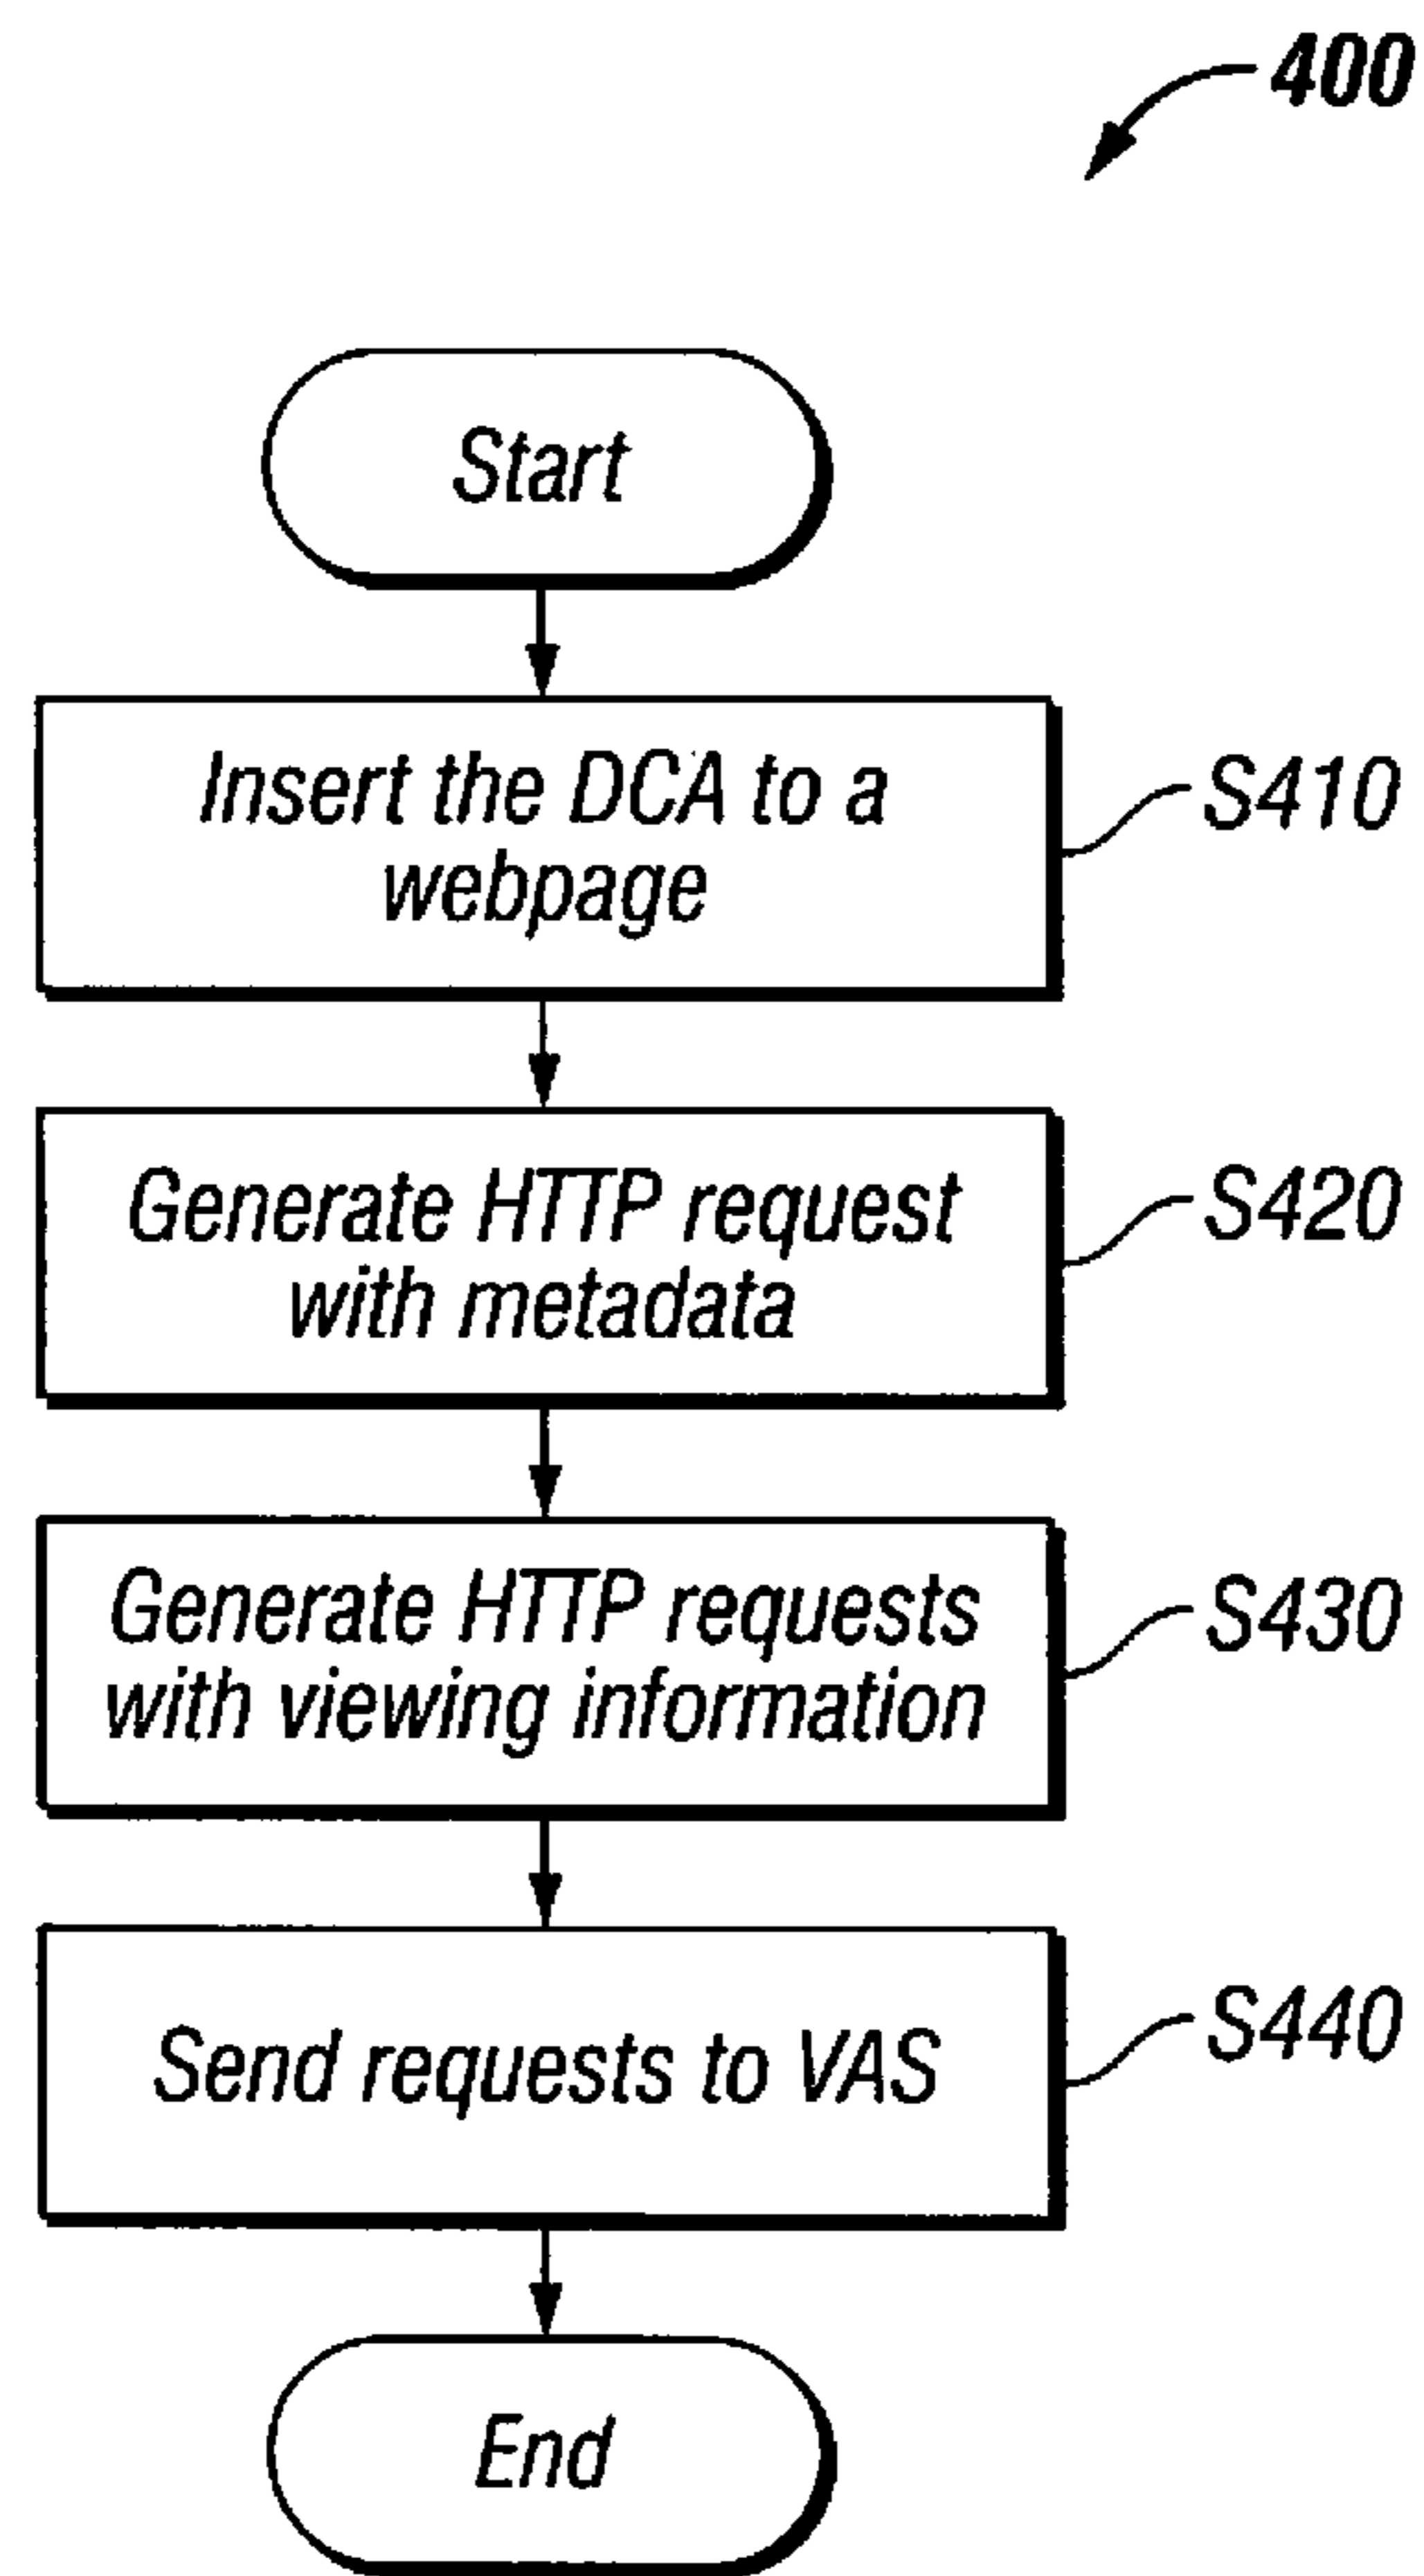 400
Start
Insert the DCA to a
webpage
S410
Generate HTTP request
with metadata
S420
Generate HTTP requests
with viewing information
S430
Send requests to VAS
S440
End